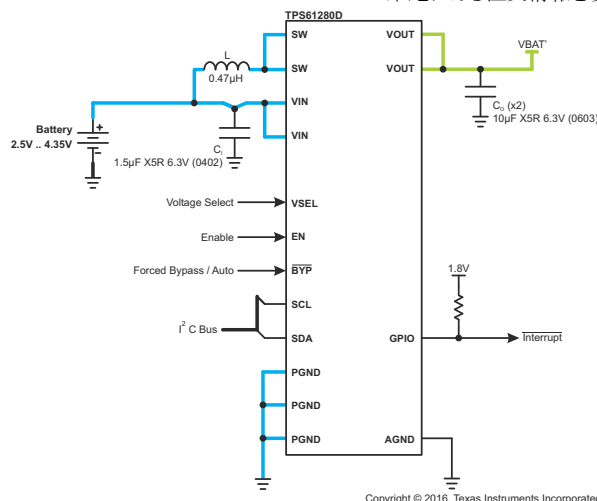 TPS61280D
SW
VOUT
VBAT'
L
SW
VOUT
0.47µH
VIN
C₀ (x2)
10µF X5R 6.3V (0603)
Battery
2.5V .. 4.35V
VIN
Cᵢ
1.5µF X5R 6.3V (0402)
Voltage Select
VSEL
Enable
EN
Forced Bypass / Auto
BYP
1.8V
SCL
I² C Bus
SDA
GPIO
Interrupt
PGND
PGND
PGND
AGND
Copyright © 2016, Texas Instruments Incorporated